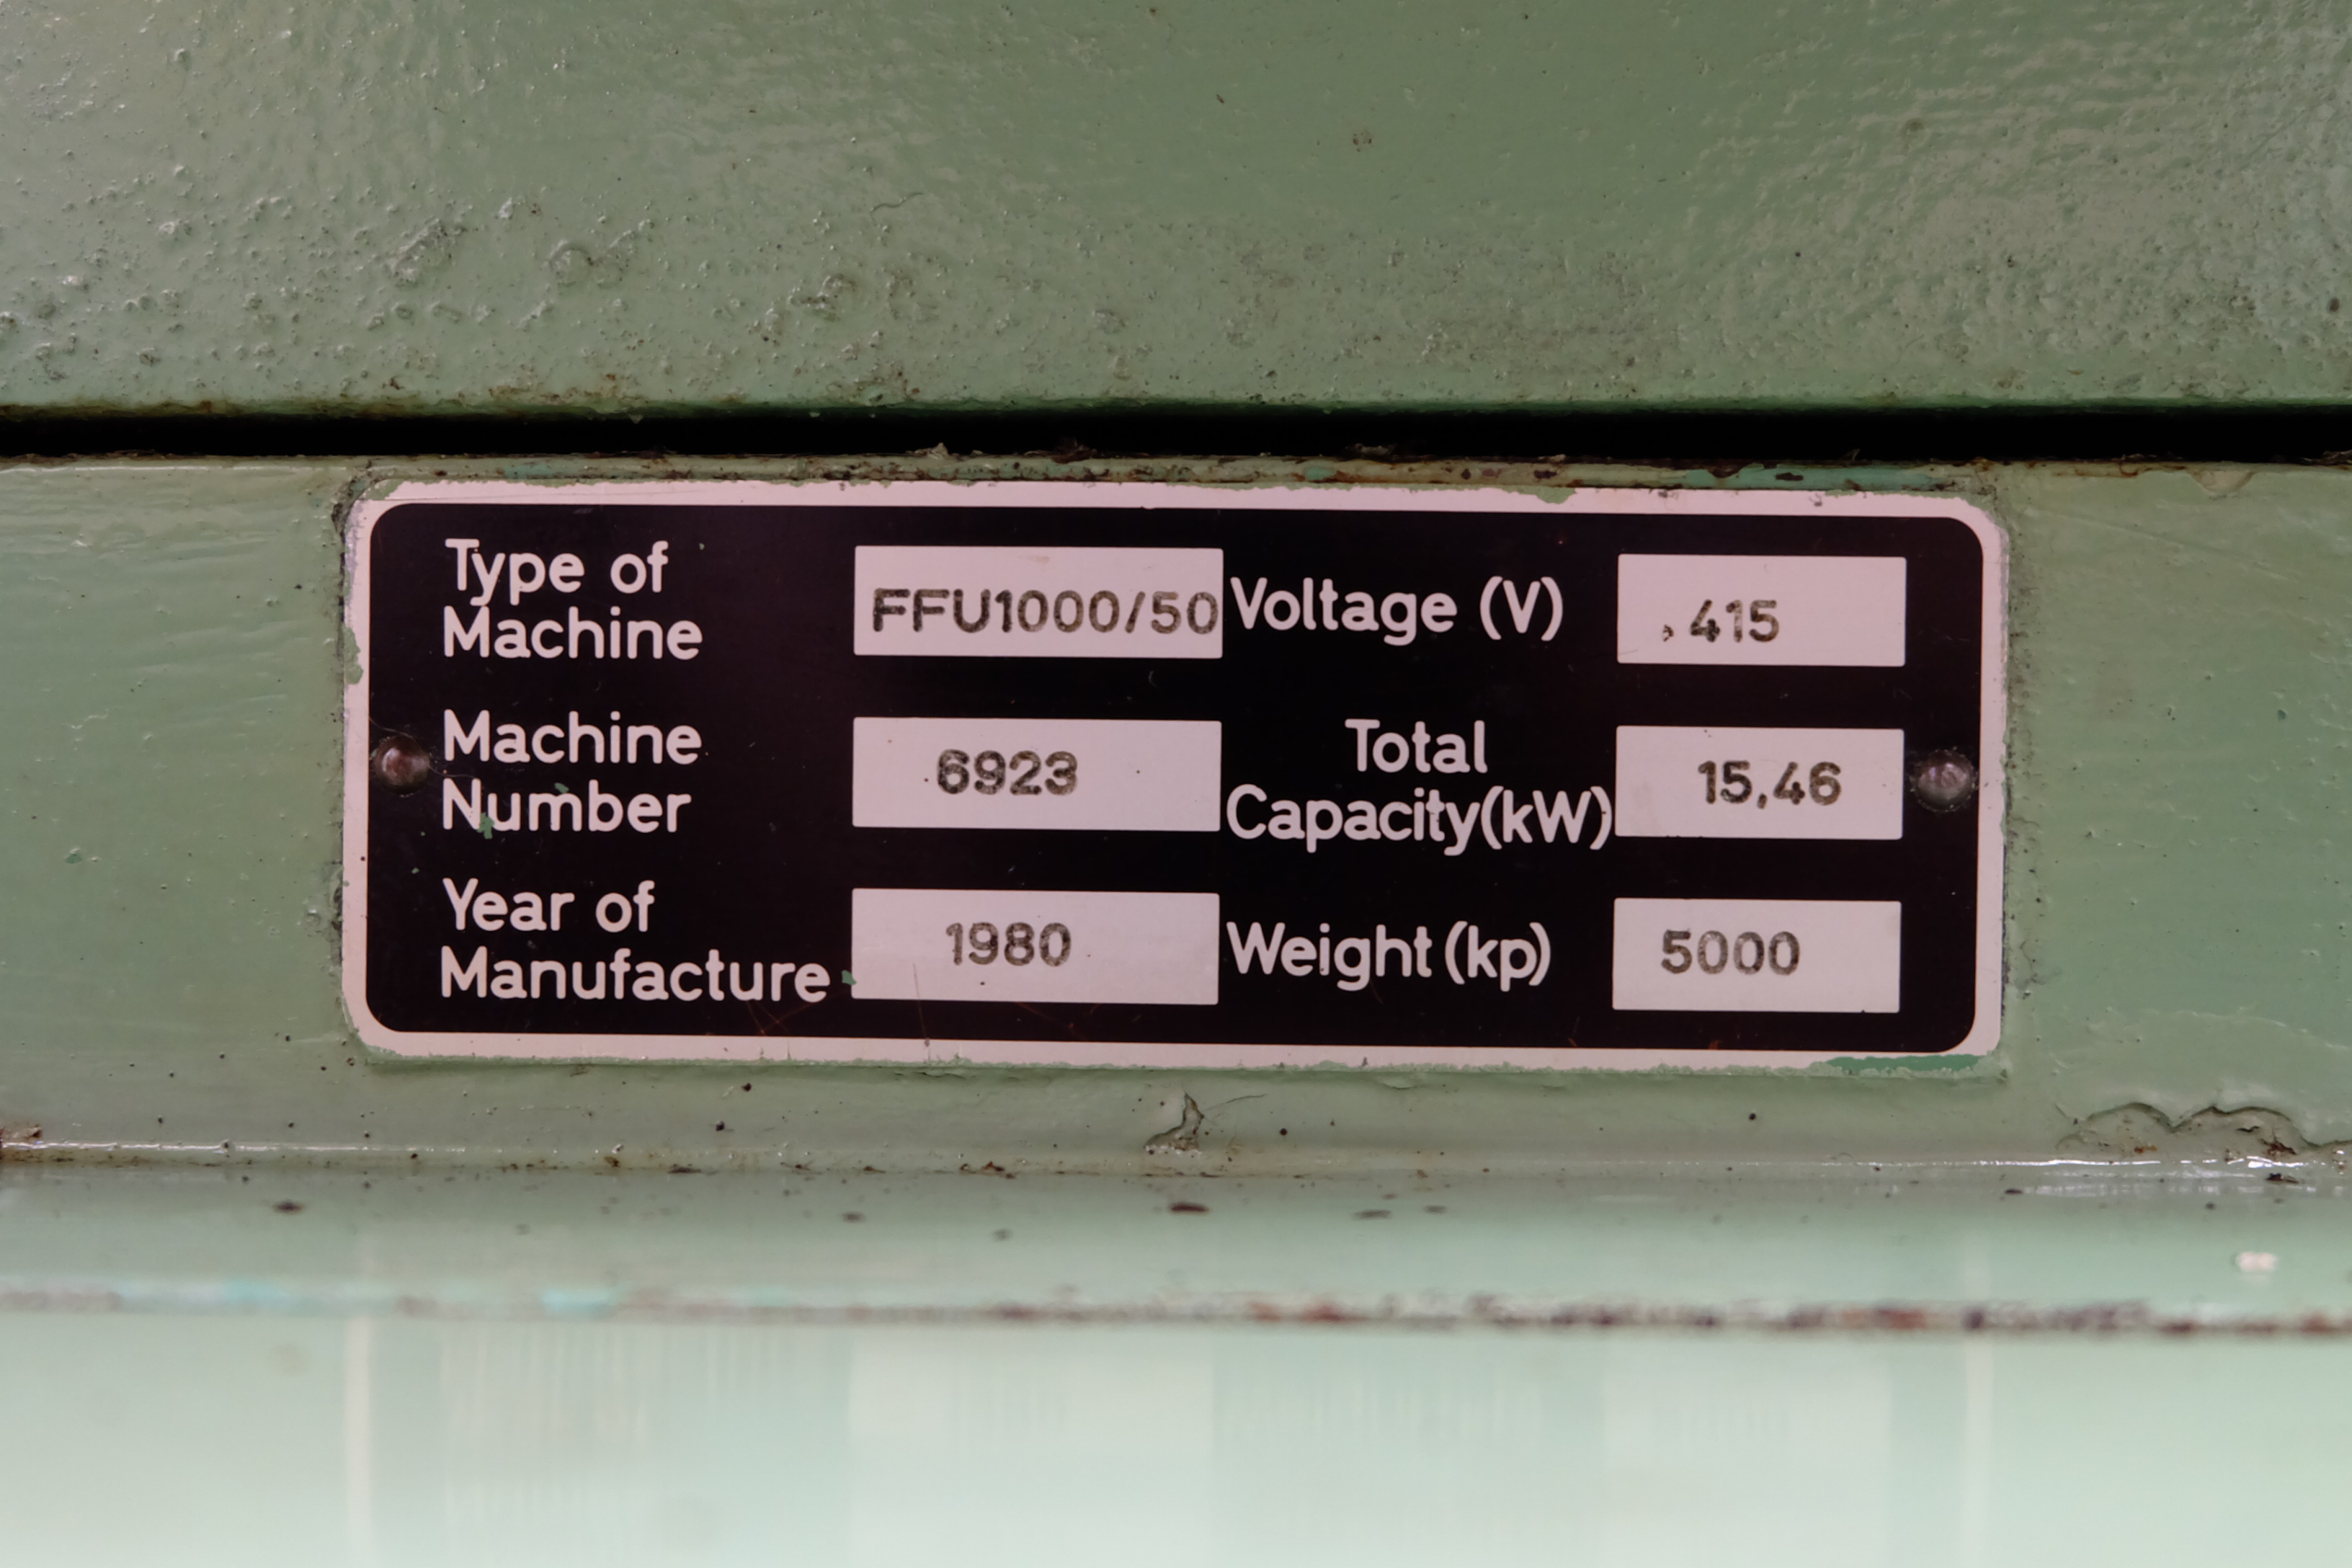 Type of
Machine
FFU1000/50
Voltage (V)
415
Machine
Number
6923
Total
Capacity(kW)
15,46
Year of
Manufacture
1980
Weight (kp)
5000